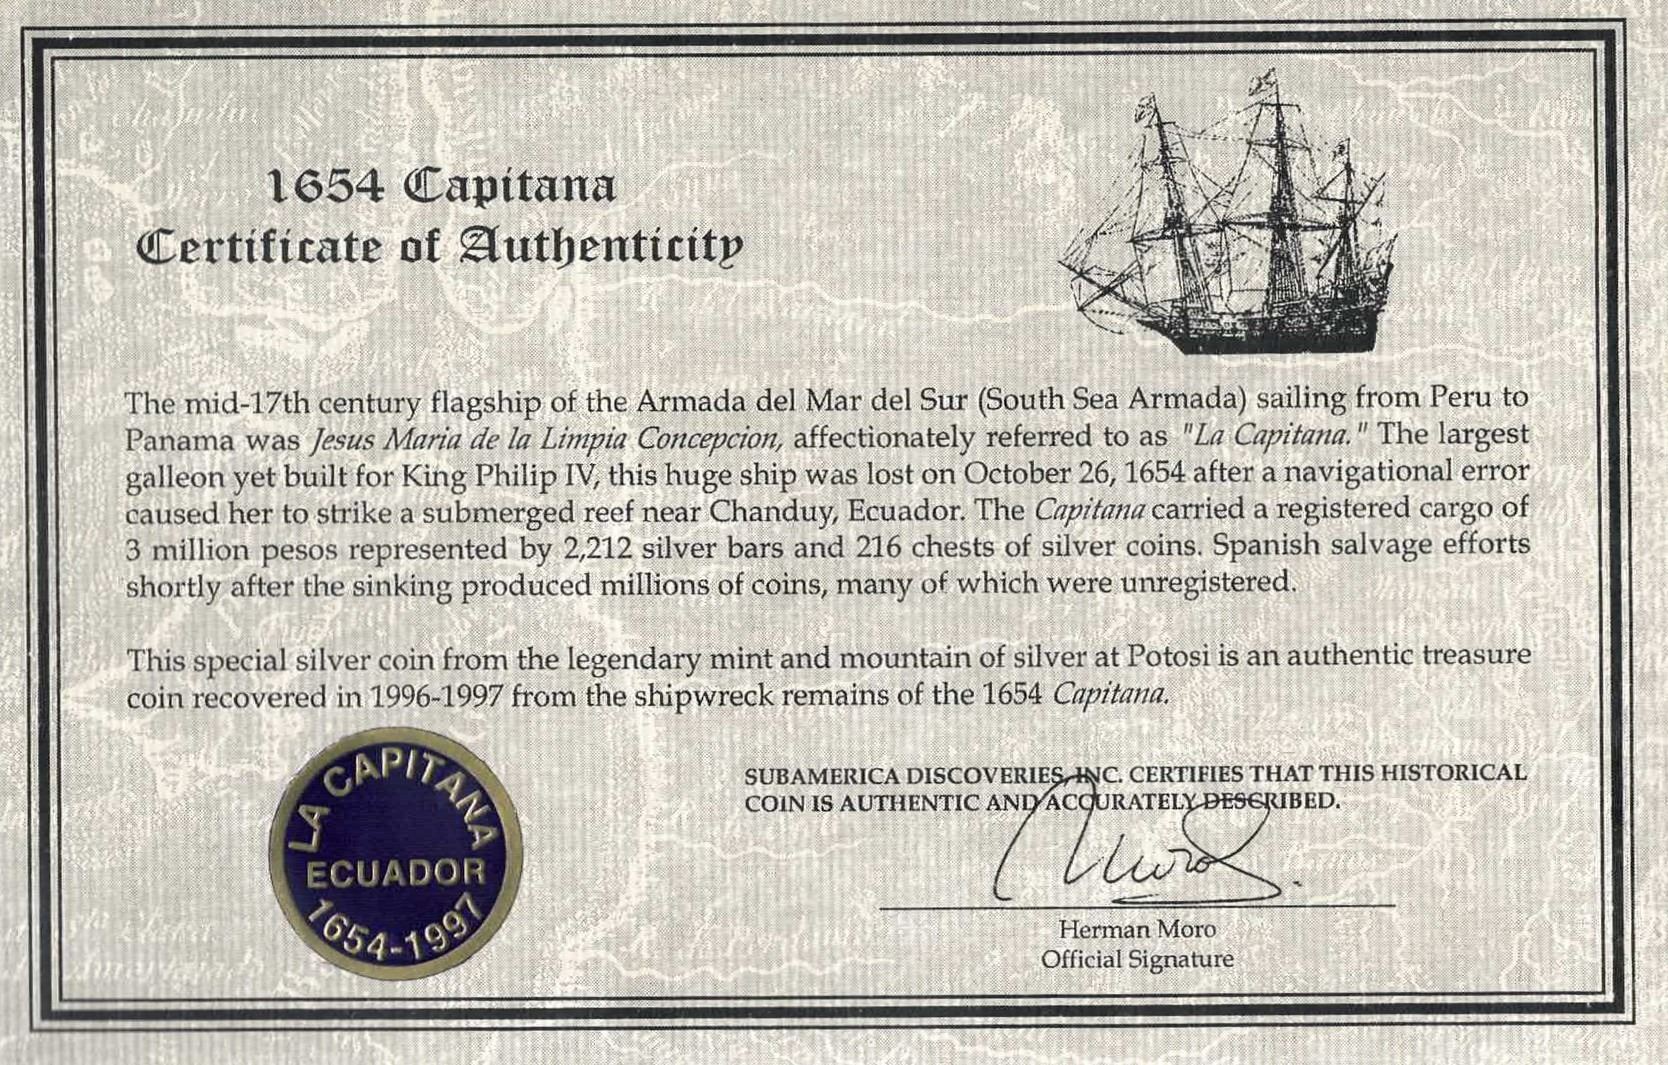 1654 Capitana
Certificate of Authenticity
The mid-17th century flagship of the Armada del Mar del Sur (South Sea Armada) sailing from Peru to
Panama was Jesus Maria de la Limpia Concepcion, affectionately referred to as "La Capitana." The largest
galleon yet built for King Philip IV, this huge ship was lost on October 26, 1654 after a navigational error
caused her to strike a submerged reef near Chanduy, Ecuador. The Capitana carried a registered cargo of
3 million pesos represented by 2,212 silver bars and 216 chests of silver coins. Spanish salvage efforts
shortly after the sinking produced millions of coins, many of which were unregistered.
This special silver coin from the legendary mint and mountain of silver at Potosi is an authentic treasure
coin recovered in 1996-1997 from the shipwreck remains of the 1654 Capitana.
LA CAPITANA
ECUADOR
1654-1997
SUBAMERICA DISCOVERIES, INC. CERTIFIES THAT THIS HISTORICAL
COIN IS AUTHENTIC AND ACCURATELY DESCRIBED.
Moro
Herman Moro
Official Signature